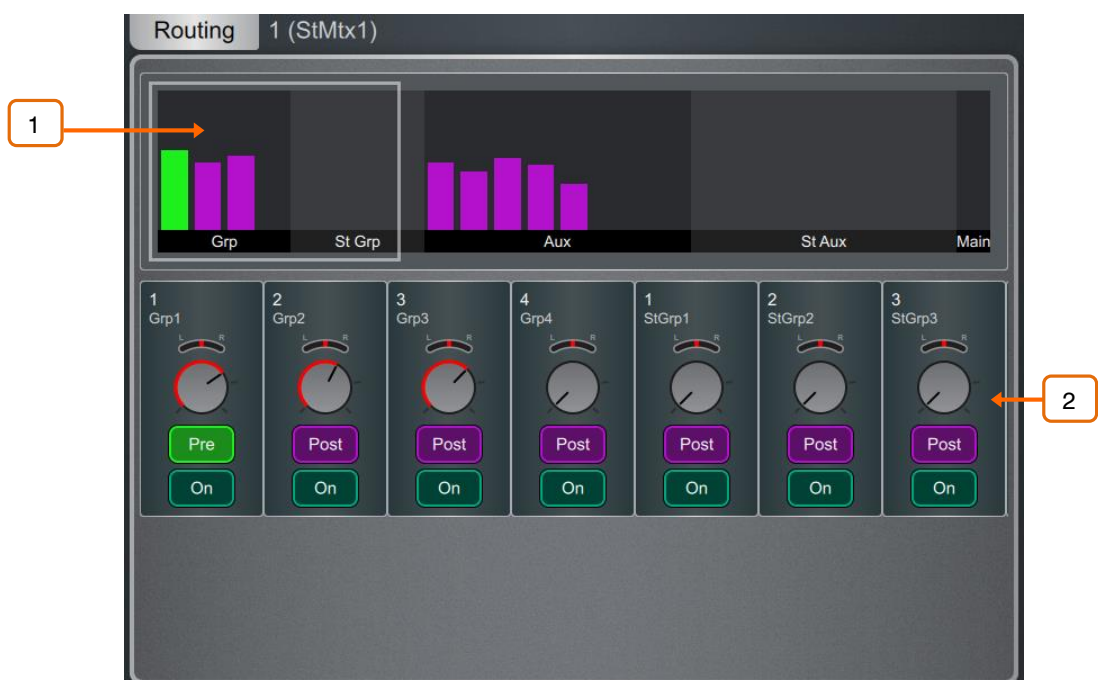 Routing 1 (StMtx1)
1
Grp St Grp Aux St Aux Main
1 2 3 4 1 2 3
Grp1 Grp2 Grp3 Grp4 StGrp1 StGrp2 StGrp3
L R L R L R L R L R L R L R
2
Pre Post Post Post Post Post Post
On On On On On On On